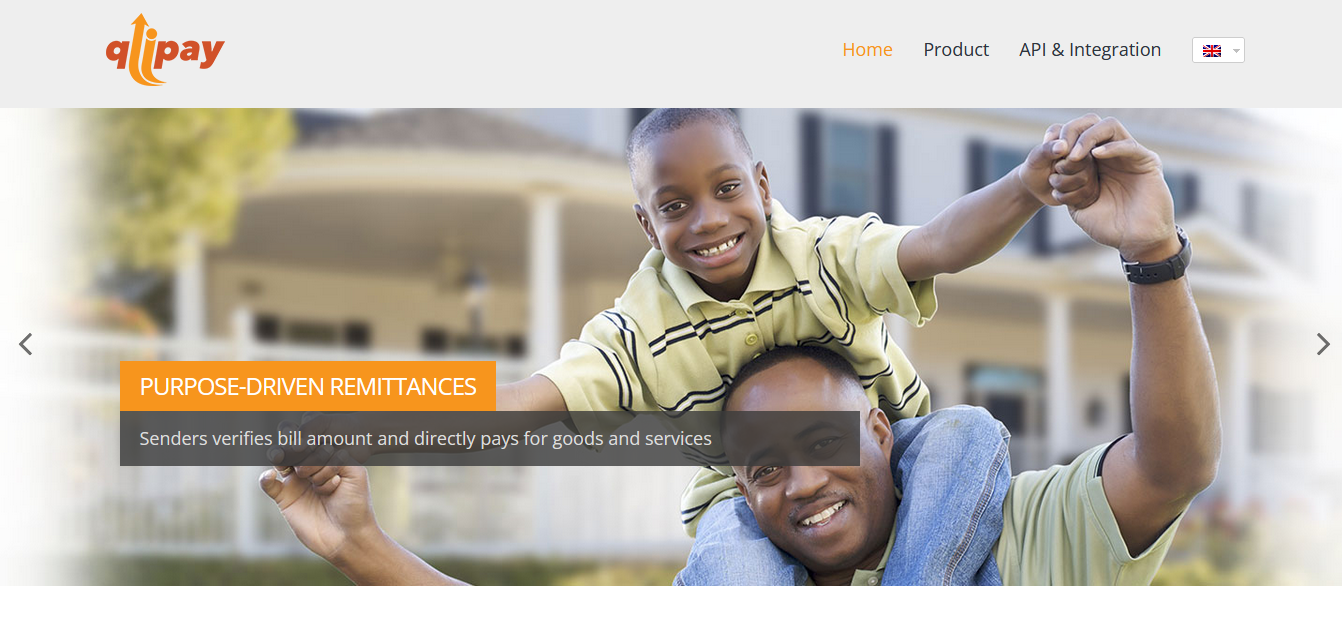 qlipay
Home
Product
API & Integration
PURPOSE-DRIVEN REMITTANCES
Senders verifies bill amount and directly pays for goods and services